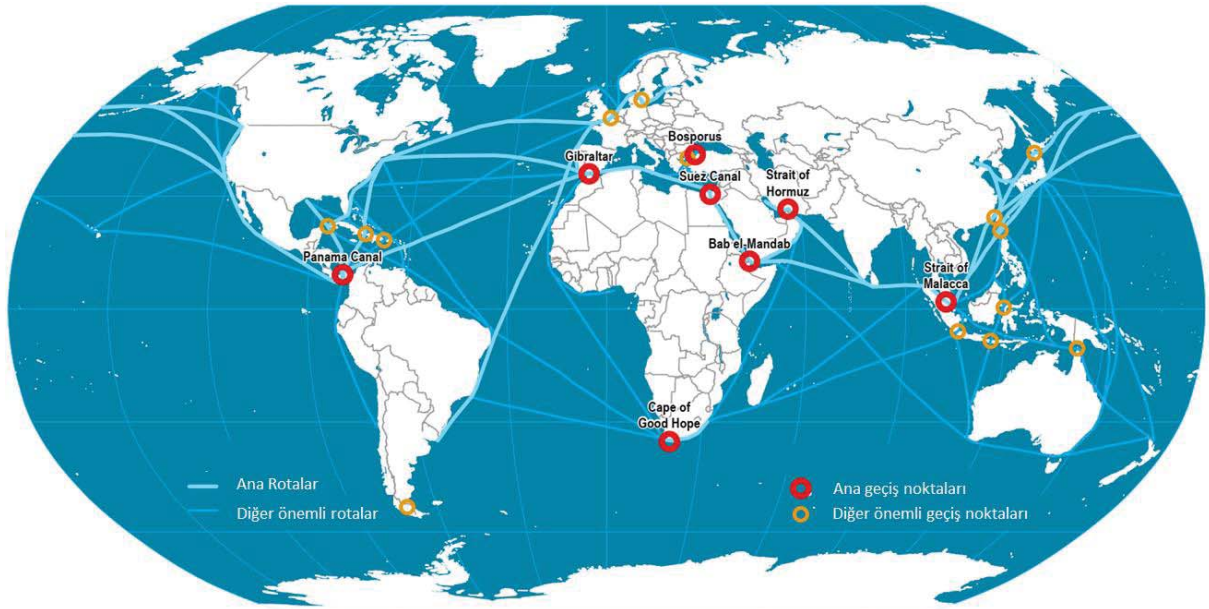 Bosporus
Gibraltar
Suez Canal
Strait of
Hormuz
Bab el-Mandab
Panama Canal
Strait of
Malacca
Cape of
Good Hope
Ana Rotalar
Diğer önemli rotalar
Ana geçiş noktaları
Diğer önemli geçiş noktaları